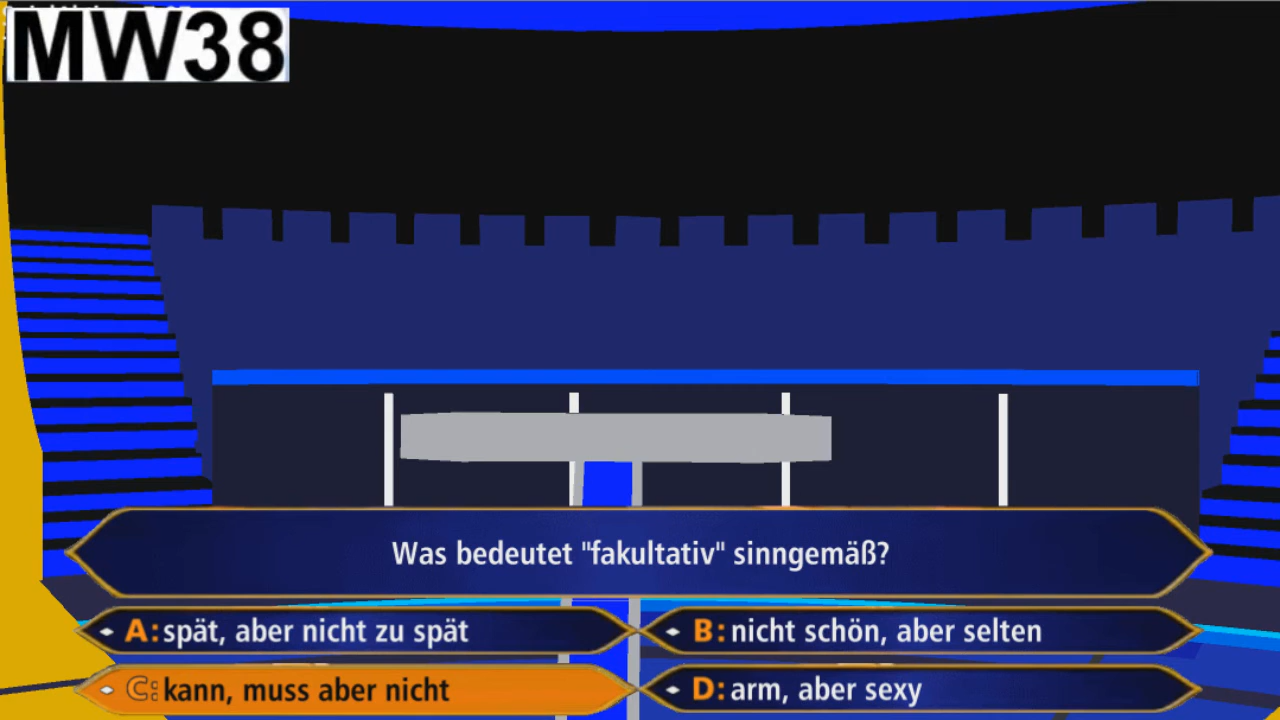 MW38
Was bedeutet "fakultativ" sinngemäß?
A: spät, aber nicht zu spät
B: nicht schön, aber selten
C: kann, muss aber nicht
D: arm, aber sexy